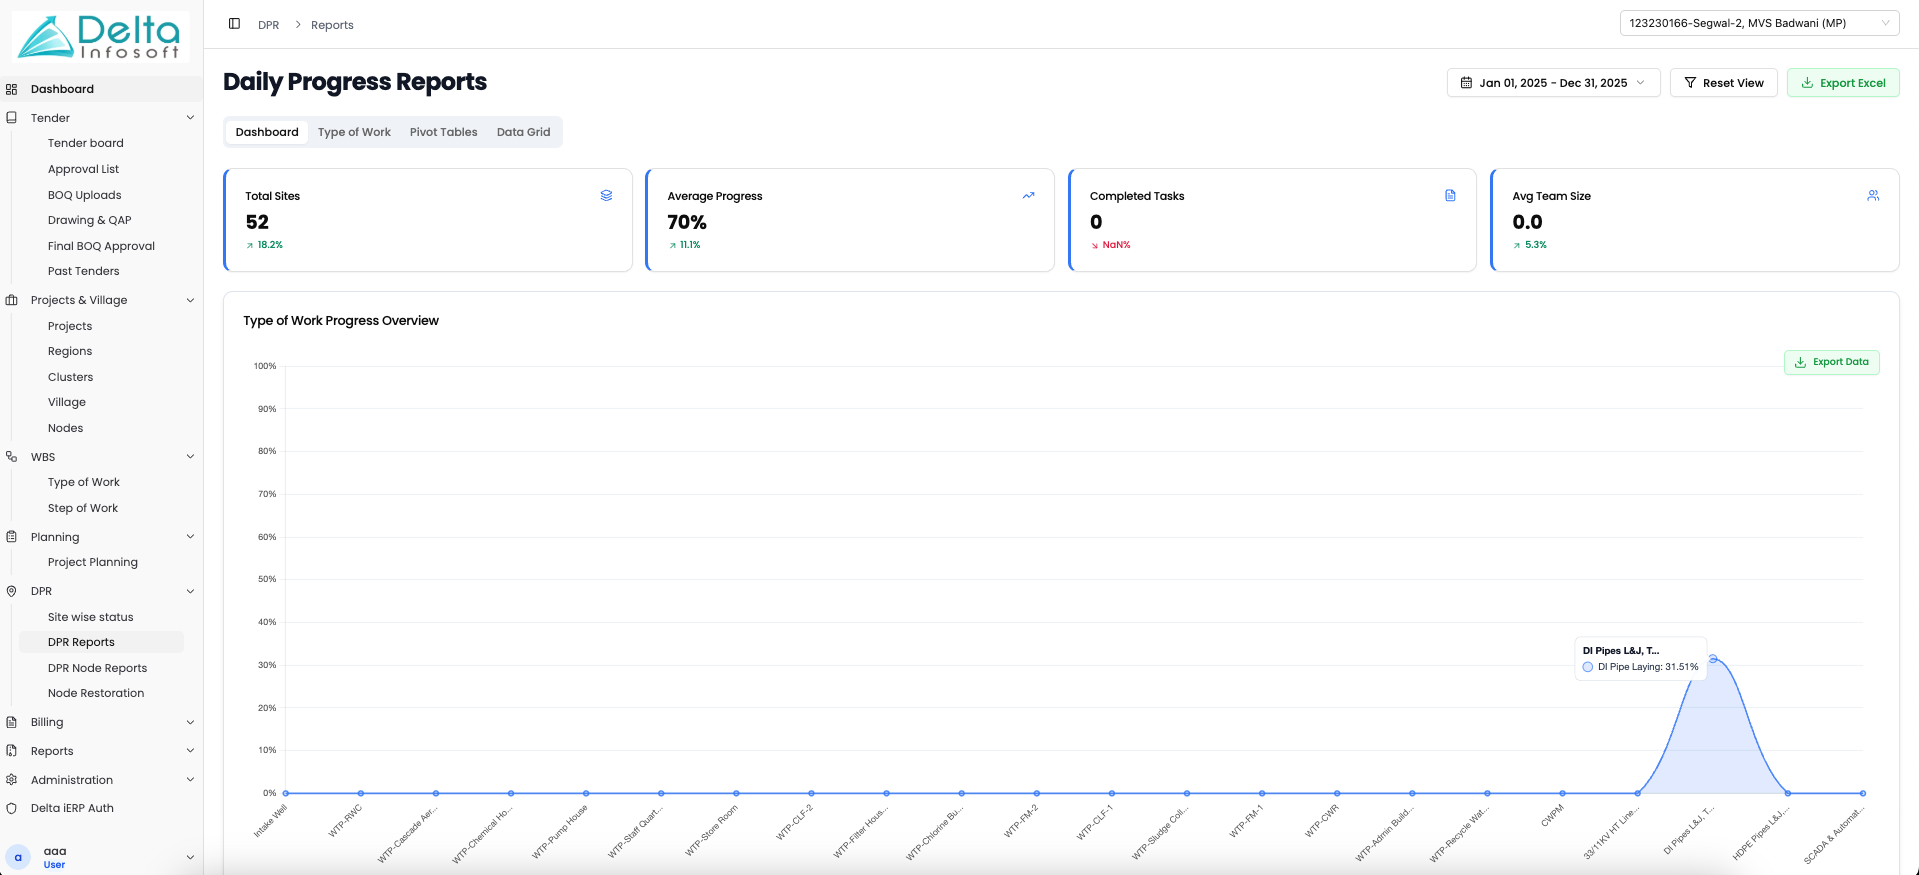 Delta
Infosoft
Dashboard
Tender
Tender board
Approval List
BOQ Uploads
Drawing & QAP
Final BOQ Approval
Past Tenders
Projects & Village
Projects
Regions
Clusters
Village
Nodes
WBS
Type of Work
Step of Work
Planning
Project Planning
DPR
Site wise status
DPR Reports
DPR Node Reports
Node Restoration
Billing
Reports
Administration
Delta iERP Auth
a
aaa
User
DPR > Reports
123230166-Segwal-2, MVS Badwani (MP)
Daily Progress Reports
Jan 01, 2025 - Dec 31, 2025
Reset View
Export Excel
Dashboard Type of Work Pivot Tables Data Grid
Total Sites
52
18.2%
Average Progress
70%
11.1%
Completed Tasks
0
NaN%
Avg Team Size
0.0
5.3%
Type of Work Progress Overview
Export Data
100%
90%
80%
70%
60%
50%
40%
30%
20%
10%
0%
DI Pipes L&J, T...
DI Pipe Laying: 31.51%
Intake Well
WTP-RWC
WTP-Cascade Aer...
WTP-Chemical Ho...
WTP-Pump House
WTP-Staff Quart...
WTP-Store Room
WTP-CLF-2
WTP-Filter Hous...
WTP-Chlorine Bu...
WTP-FM-2
WTP-CLF-1
WTP-Sludge Coll...
WTP-FM-1
WTP-CWR
WTP-Admin Build...
WTP-Recycle Wat...
CWPM
33/11KV HT Line...
DI Pipes L&J, T...
HDPE Pipes L&J,...
SCADA & Automat...